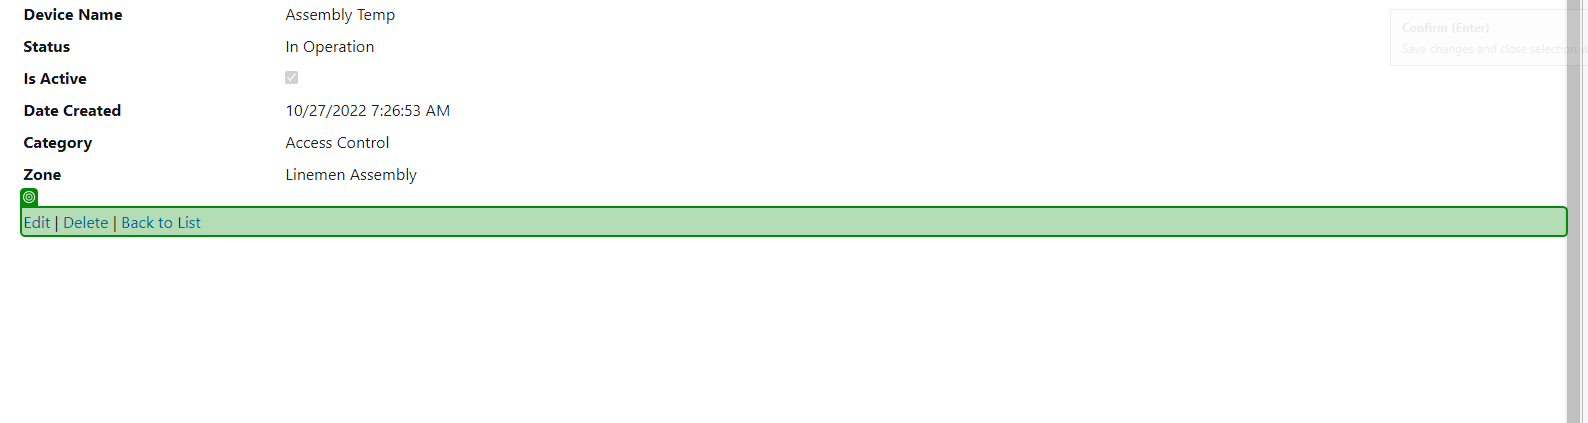 Device Name Assembly Temp
Confirm (Enter)
Status In Operation
Save changes and close selection
Is Active
Date Created 10/27/2022 7:26:53 AM
Category Access Control
Zone Linemen Assembly
Edit | Delete | Back to List